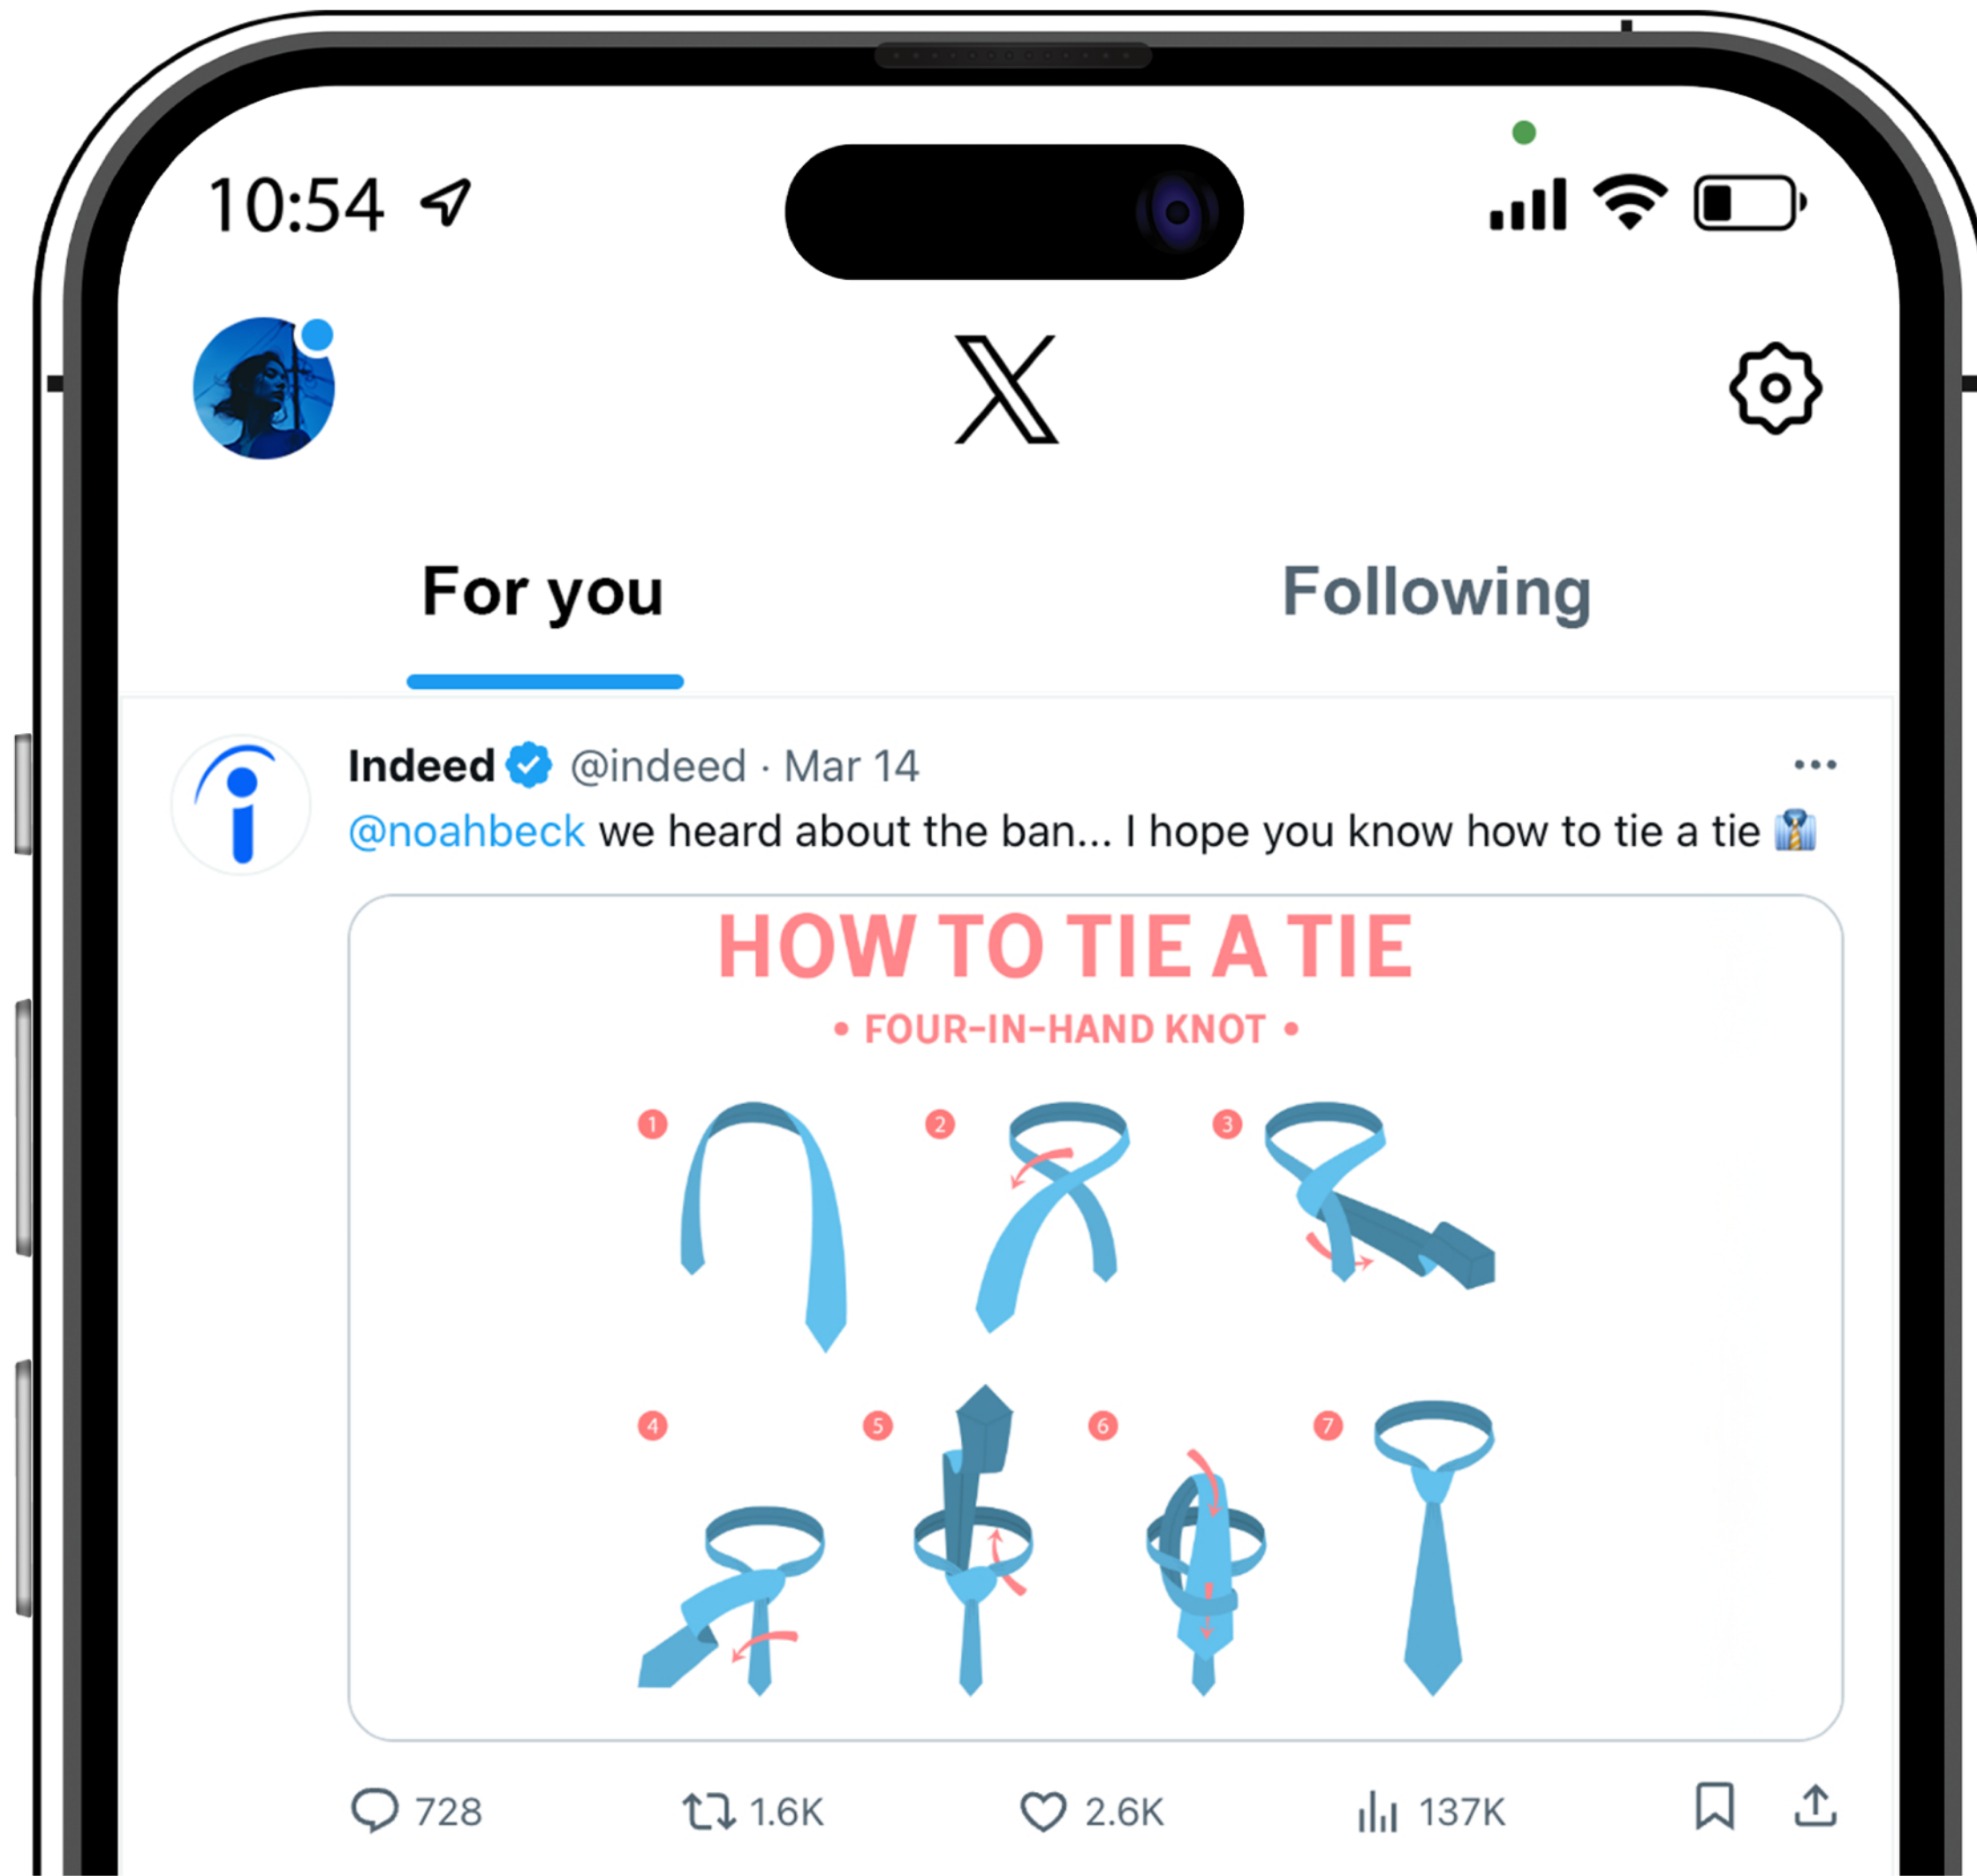 10:54
For you Following
Indeed @indeed · Mar 14
@noahbeck we heard about the ban... I hope you know how to tie a tie 👔
HOW TO TIE A TIE
• FOUR-IN-HAND KNOT •
1 2 3
4 5 6 7
728 1.6K 2.6K 137K